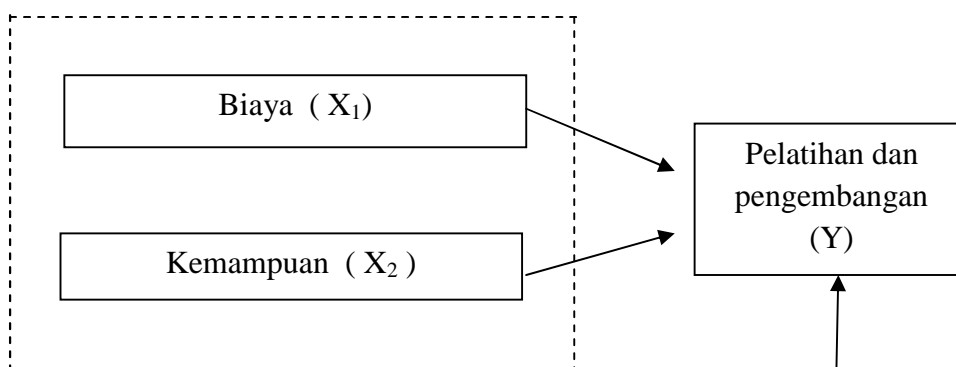 Biaya ( X₁)
Kemampuan ( X₂ )
Pelatihan dan
pengembangan
(Y)